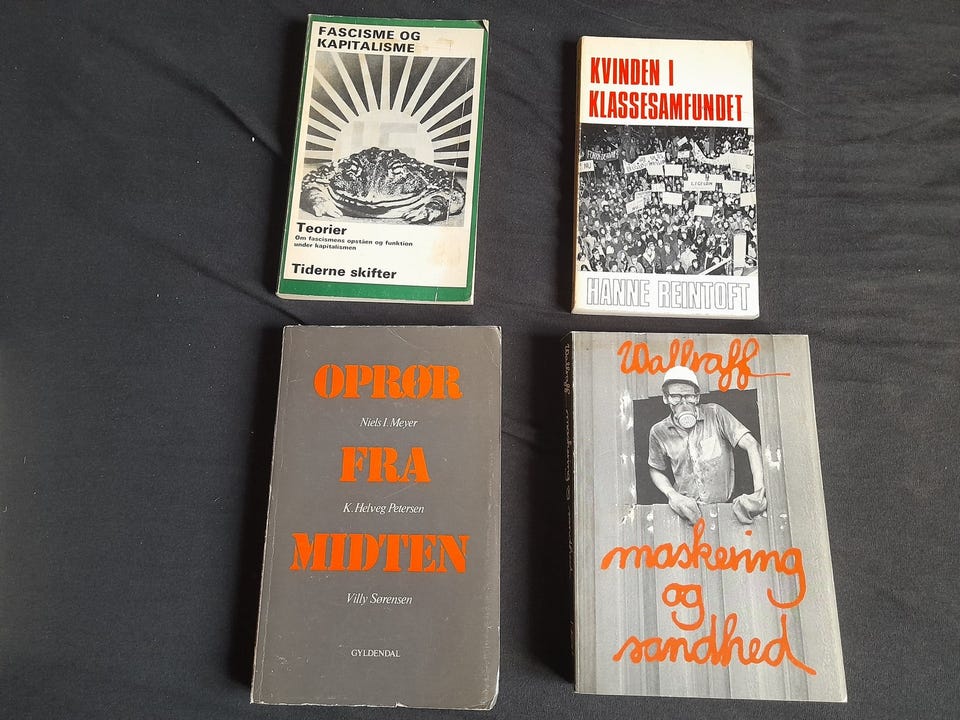 FASCISME OG
KAPITALISME
Teorier
Om fascismens opståen og funktion
under kapitalismen
Tiderne skifter
KVINDEN I
KLASSESAMFUNDET
LIGELØN
HANNE REINTOFT
OPRØR
Niels I. Meyer
FRA
K. Helveg Petersen
MIDTEN
Villy Sørensen
GYLDENDAL
Wallraff
maskering
og
sandhed